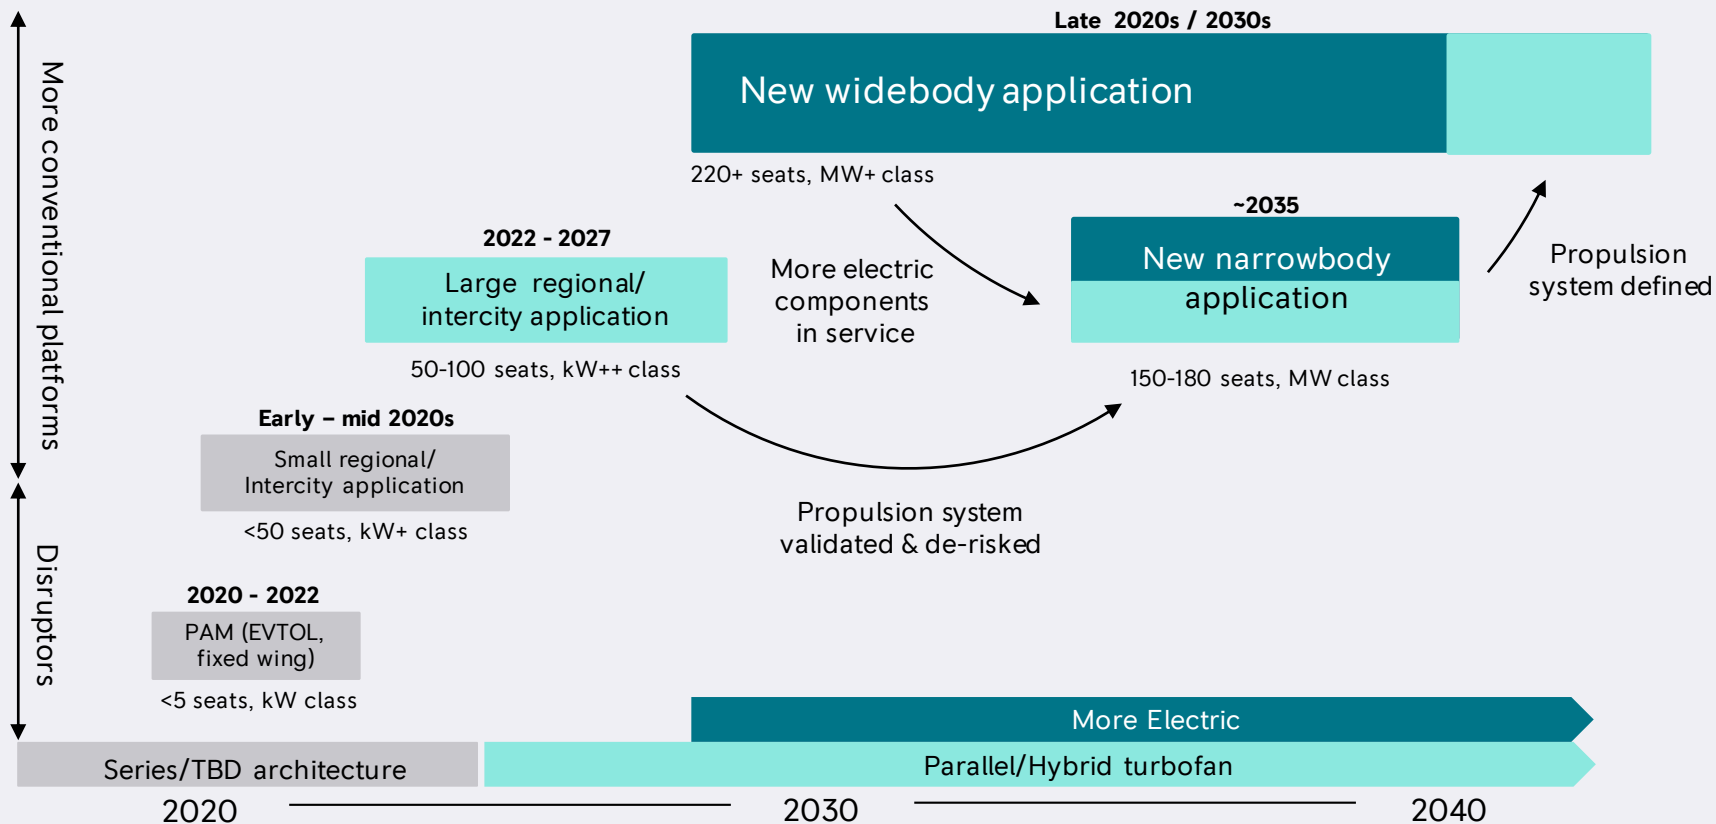 Late 2020s / 2030s
New widebody application
220+ seats, MW+ class
More conventional platforms
~2035
New narrowbody
application
150-180 seats, MW class
Propulsion
system defined
2022 - 2027
Large regional/
intercity application
50-100 seats, kW++ class
More electric
components
in service
Early – mid 2020s
Small regional/
Intercity application
<50 seats, kW+ class
Propulsion system
validated & de-risked
Disruptors
2020 - 2022
PAM (EVTOL,
fixed wing)
<5 seats, kW class
More Electric
Series/TBD architecture
Parallel/Hybrid turbofan
2020
2030
2040